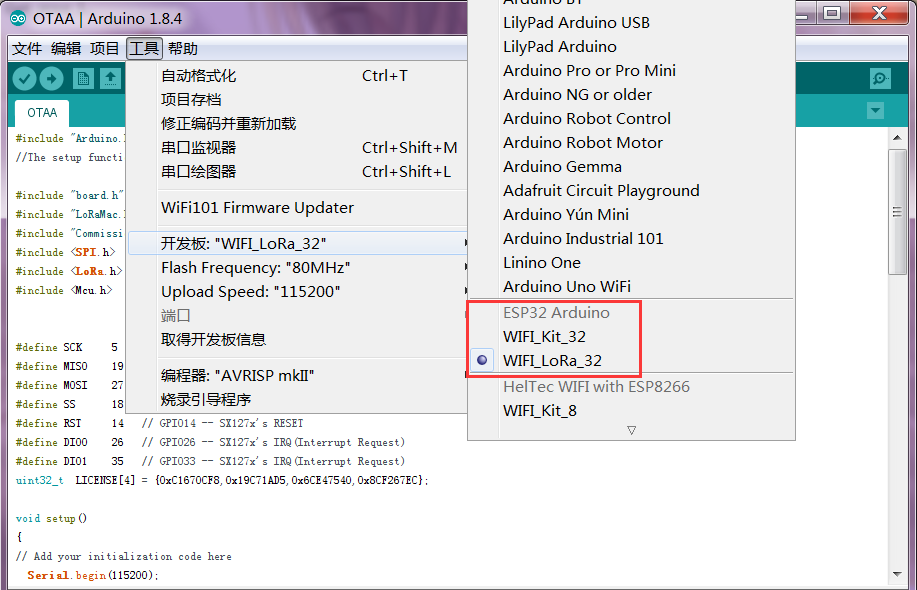 OTAA | Arduino 1.8.4
文件 编辑 项目 工具 帮助
OTAA
自动格式化 Ctrl+T
项目存档
修正编码并重新加载
串口监视器 Ctrl+Shift+M
串口绘图器 Ctrl+Shift+L
WiFi101 Firmware Updater
开发板: "WIFI_LoRa_32"
Flash Frequency: "80MHz"
Upload Speed: "115200"
端口
取得开发板信息
编程器: "AVRISP mkII"
烧录引导程序
LilyPad Arduino USB
LilyPad Arduino
Arduino Pro or Pro Mini
Arduino NG or older
Arduino Robot Control
Arduino Robot Motor
Arduino Gemma
Adafruit Circuit Playground
Arduino Yún Mini
Arduino Industrial 101
Linino One
Arduino Uno WiFi
ESP32 Arduino
WIFI_Kit_32
WIFI_LoRa_32
HelTec WIFI with ESP8266
WIFI_Kit_8
#include "Arduino.
//The setup functi
#include "board.h"
#include "LoRaMac.
#include "Commissi
#include <SPI.h>
#include <LoRa.h>
#include <Mcu.h>
#define SCK 5
#define MISO 19
#define MOSI 27
#define SS 18
#define RST 14 // GPIO14 -- SX127x's RESET
#define DIO0 26 // GPIO26 -- SX127x's IRQ(Interrupt Request)
#define DIO1 35 // GPIO33 -- SX127x's IRQ(Interrupt Request)
uint32_t LICENSE[4] = {0xC1670CF8,0x19C71AD5,0x6CE47540,0x8CF267EC};
void setup()
{
// Add your initialization code here
Serial.begin(115200);